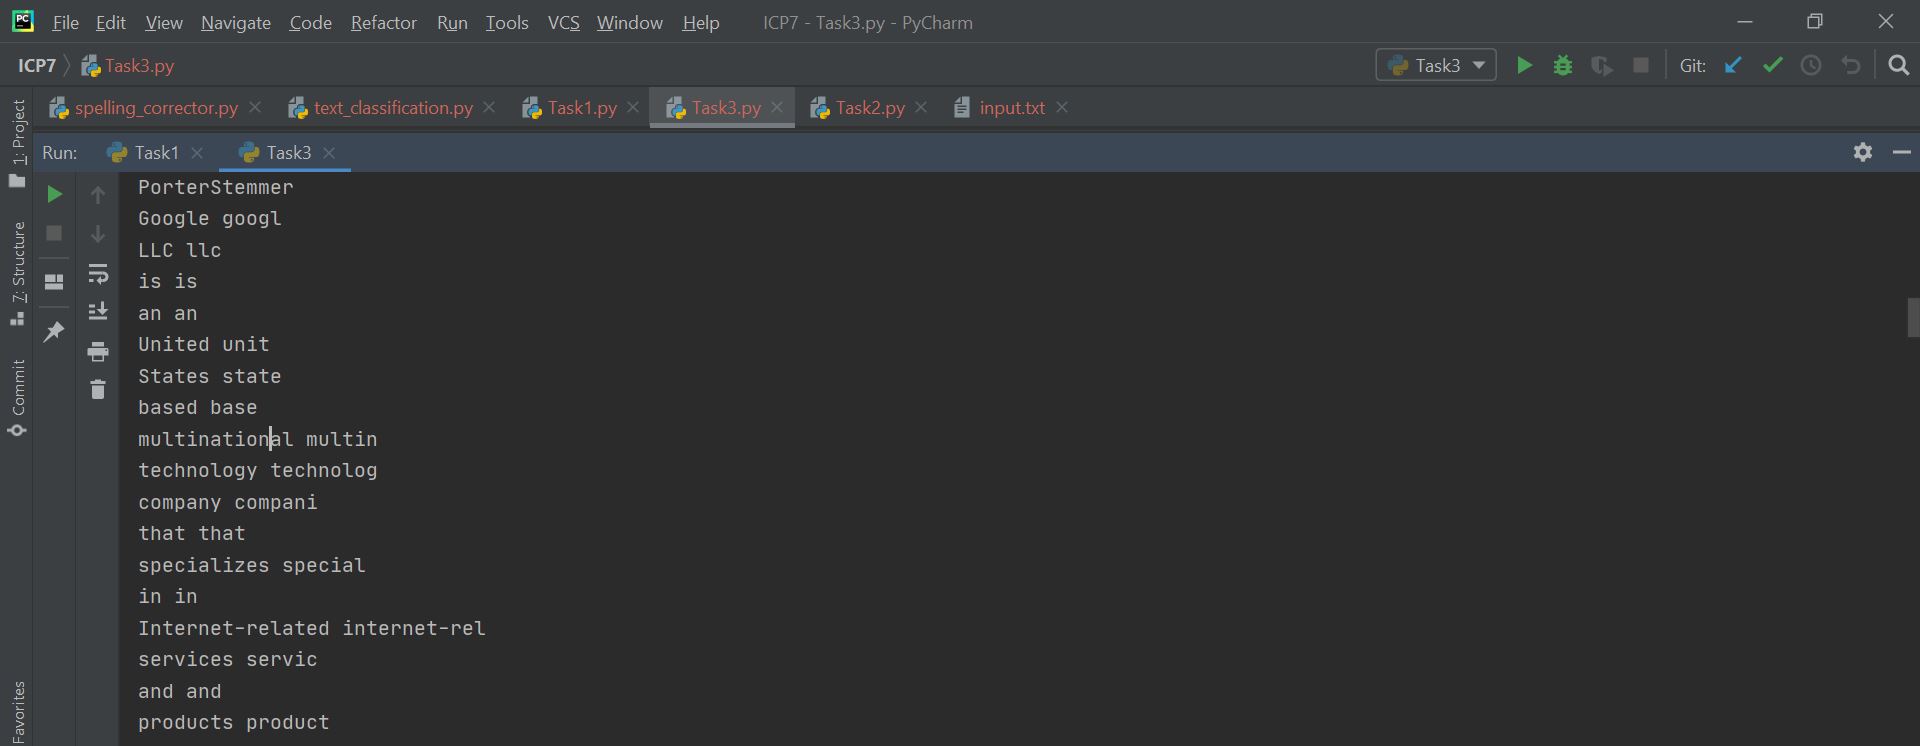 PC File Edit View Navigate Code Refactor Run Tools VCS Window Help ICP7 - Task3.py - PyCharm
ICP7 Task3.py Task3 Git:
spelling_corrector.py text_classification.py Task1.py Task3.py Task2.py input.txt
Run: Task1 Task3
1: Project
7: Structure
Commit
Favorites
PorterStemmer
Google googl
LLC llc
is is
an an
United unit
States state
based base
multinational multin
technology technolog
company compani
that that
specializes special
in in
Internet-related internet-rel
services servic
and and
products product